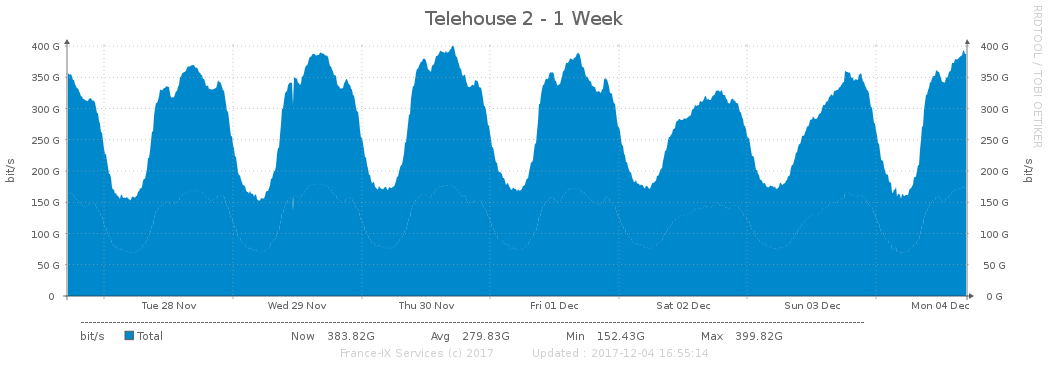 Telehouse 2 - 1 Week
RRDTOOL / TOBI OETIKER
bit/s
400 G 400 G
350 G 350 G
300 G 300 G
250 G 250 G
200 G 200 G
150 G 150 G
100 G 100 G
50 G 50 G
0 0 G
bit/s
Tue 28 Nov Wed 29 Nov Thu 30 Nov Fri 01 Dec Sat 02 Dec Sun 03 Dec Mon 04 Dec
bit/s Total Now 383.82G Avg 279.83G Min 152.43G Max 399.82G
France-IX Services (c) 2017 Updated : 2017-12-04 16:55:14